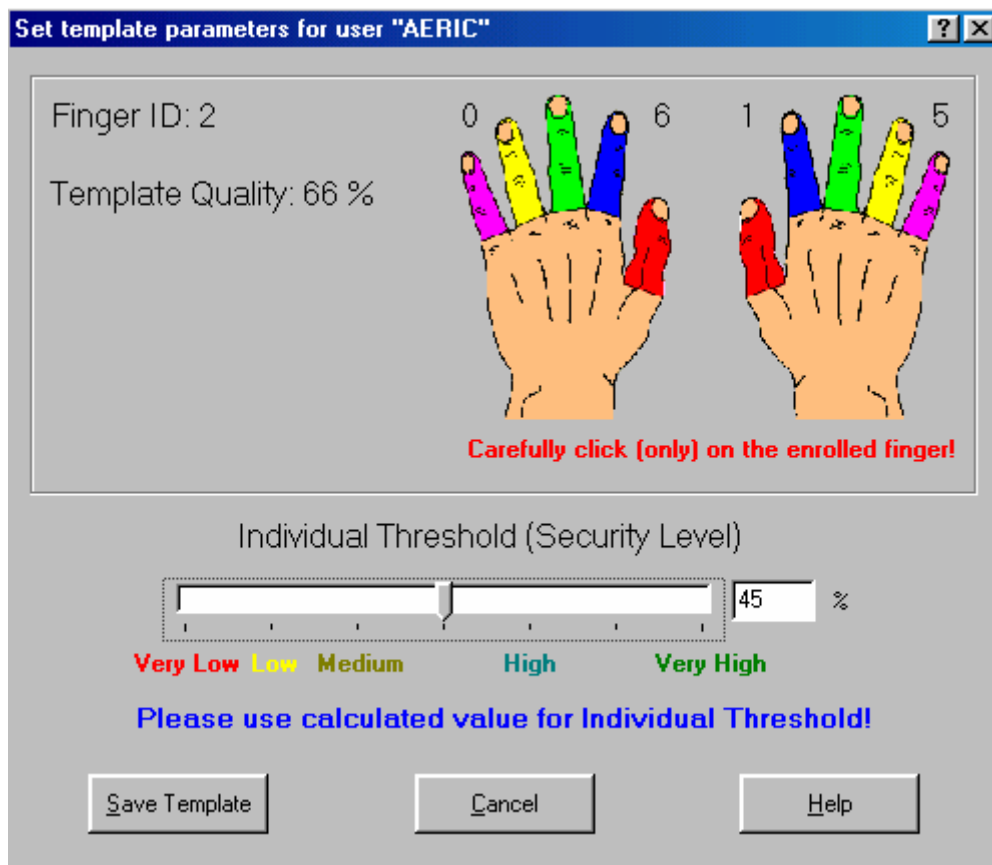 Set template parameters for user "AERIC"
Finger ID: 2
0 6 1 5
Template Quality: 66 %
Carefully click (only) on the enrolled finger!
Individual Threshold (Security Level)
45 %
Very Low Low Medium High Very High
Please use calculated value for Individual Threshold!
Save Template Cancel Help